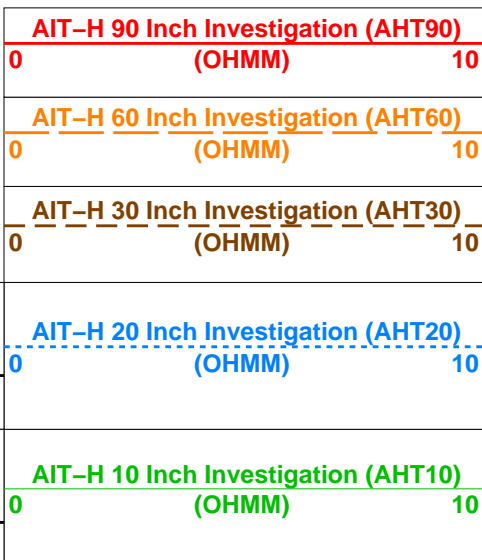 AIT–H 90 Inch Investigation (AHT90)
0 (OHMM) 10
AIT–H 60 Inch Investigation (AHT60)
0 (OHMM) 10
AIT–H 30 Inch Investigation (AHT30)
0 (OHMM) 10
AIT–H 20 Inch Investigation (AHT20)
0 (OHMM) 10
AIT–H 10 Inch Investigation (AHT10)
0 (OHMM) 10